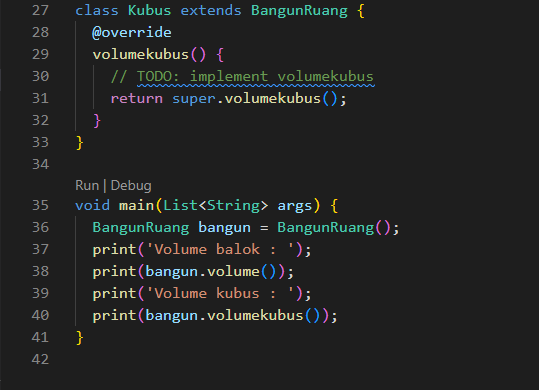 27 class Kubus extends BangunRuang {
28   @override
29   volumekubus() {
30     // TODO: implement volumekubus
31     return super.volumekubus();
32   }
33 }
34
Run | Debug
35 void main(List<String> args) {
36   BangunRuang bangun = BangunRuang();
37   print('Volume balok : ');
38   print(bangun.volume());
39   print('Volume kubus : ');
40   print(bangun.volumekubus());
41 }
42